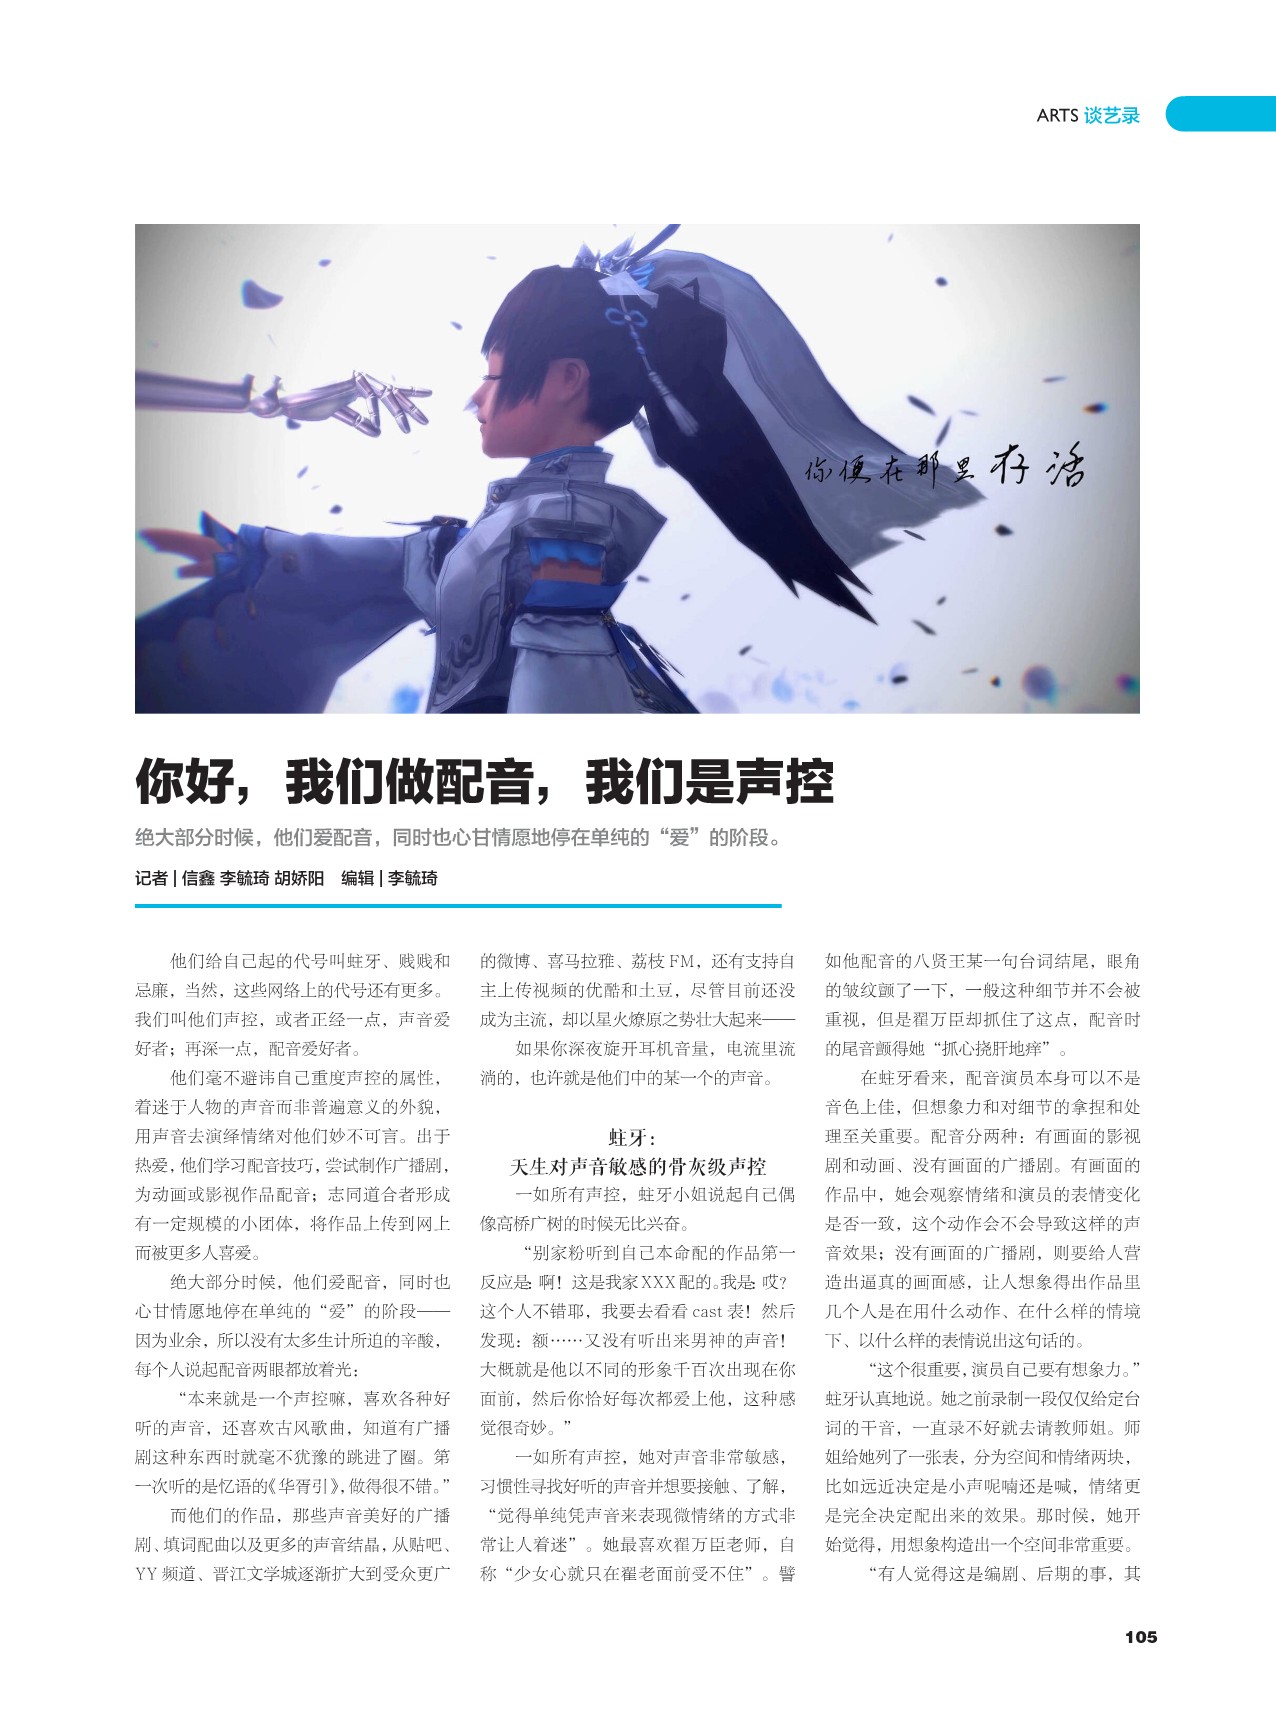 ARTS 谈艺录
你便在那里存活
你好，我们做配音，我们是声控
绝大部分时候，他们爱配音，同时也心甘情愿地停在单纯的“爱”的阶段。
记者 | 信鑫 李毓琦 胡娇阳　编辑 | 李毓琦
他们给自己起的代号叫蛀牙、贱贱和
忌廉，当然，这些网络上的代号还有更多。
我们叫他们声控，或者正经一点，声音爱
好者；再深一点，配音爱好者。
他们毫不避讳自己重度声控的属性，
着迷于人物的声音而非普遍意义的外貌，
用声音去演绎情绪对他们妙不可言。出于
热爱，他们学习配音技巧，尝试制作广播剧，
为动画或影视作品配音；志同道合者形成
有一定规模的小团体，将作品上传到网上
而被更多人喜爱。
绝大部分时候，他们爱配音，同时也
心甘情愿地停在单纯的“爱”的阶段——
因为业余，所以没有太多生计所迫的辛酸，
每个人说起配音两眼都放着光：
“本来就是一个声控嘛，喜欢各种好
听的声音，还喜欢古风歌曲，知道有广播
剧这种东西时就毫不犹豫的跳进了圈。第
一次听的是忆语的《华胥引》，做得很不错。”
而他们的作品，那些声音美好的广播
剧、填词配曲以及更多的声音结晶，从贴吧、
YY 频道、晋江文学城逐渐扩大到受众更广
的微博、喜马拉雅、荔枝 FM，还有支持自
主上传视频的优酷和土豆，尽管目前还没
成为主流，却以星火燎原之势壮大起来——
如果你深夜旋开耳机音量，电流里流
淌的，也许就是他们中的某一个的声音。
蛀牙：
天生对声音敏感的骨灰级声控
一如所有声控，蛀牙小姐说起自己偶
像高桥广树的时候无比兴奋。
“别家粉听到自己本命配的作品第一
反应是：啊！这是我家XXX配的。我是：哎？
这个人不错耶，我要去看看 cast 表！然后
发现：额……又没有听出来男神的声音！
大概就是他以不同的形象千百次出现在你
面前，然后你恰好每次都爱上他，这种感
觉很奇妙。”
一如所有声控，她对声音非常敏感，
习惯性寻找好听的声音并想要接触、了解，
“觉得单纯凭声音来表现微情绪的方式非
常让人着迷”。她最喜欢翟万臣老师，自
称“少女心就只在翟老面前受不住”。譬
如他配音的八贤王某一句台词结尾，眼角
的皱纹颤了一下，一般这种细节并不会被
重视，但是翟万臣却抓住了这点，配音时
的尾音颤得她“抓心挠肝地痒”。
在蛀牙看来，配音演员本身可以不是
音色上佳，但想象力和对细节的拿捏和处
理至关重要。配音分两种：有画面的影视
剧和动画、没有画面的广播剧。有画面的
作品中，她会观察情绪和演员的表情变化
是否一致，这个动作会不会导致这样的声
音效果；没有画面的广播剧，则要给人营
造出逼真的画面感，让人想象得出作品里
几个人是在用什么动作、在什么样的情境
下、以什么样的表情说出这句话的。
“这个很重要，演员自己要有想象力。”
蛀牙认真地说。她之前录制一段仅仅给定台
词的干音，一直录不好就去请教师姐。师
姐给她列了一张表，分为空间和情绪两块，
比如远近决定是小声呢喃还是喊，情绪更
是完全决定配出来的效果。那时候，她开
始觉得，用想象构造出一个空间非常重要。
“有人觉得这是编剧、后期的事，其
105